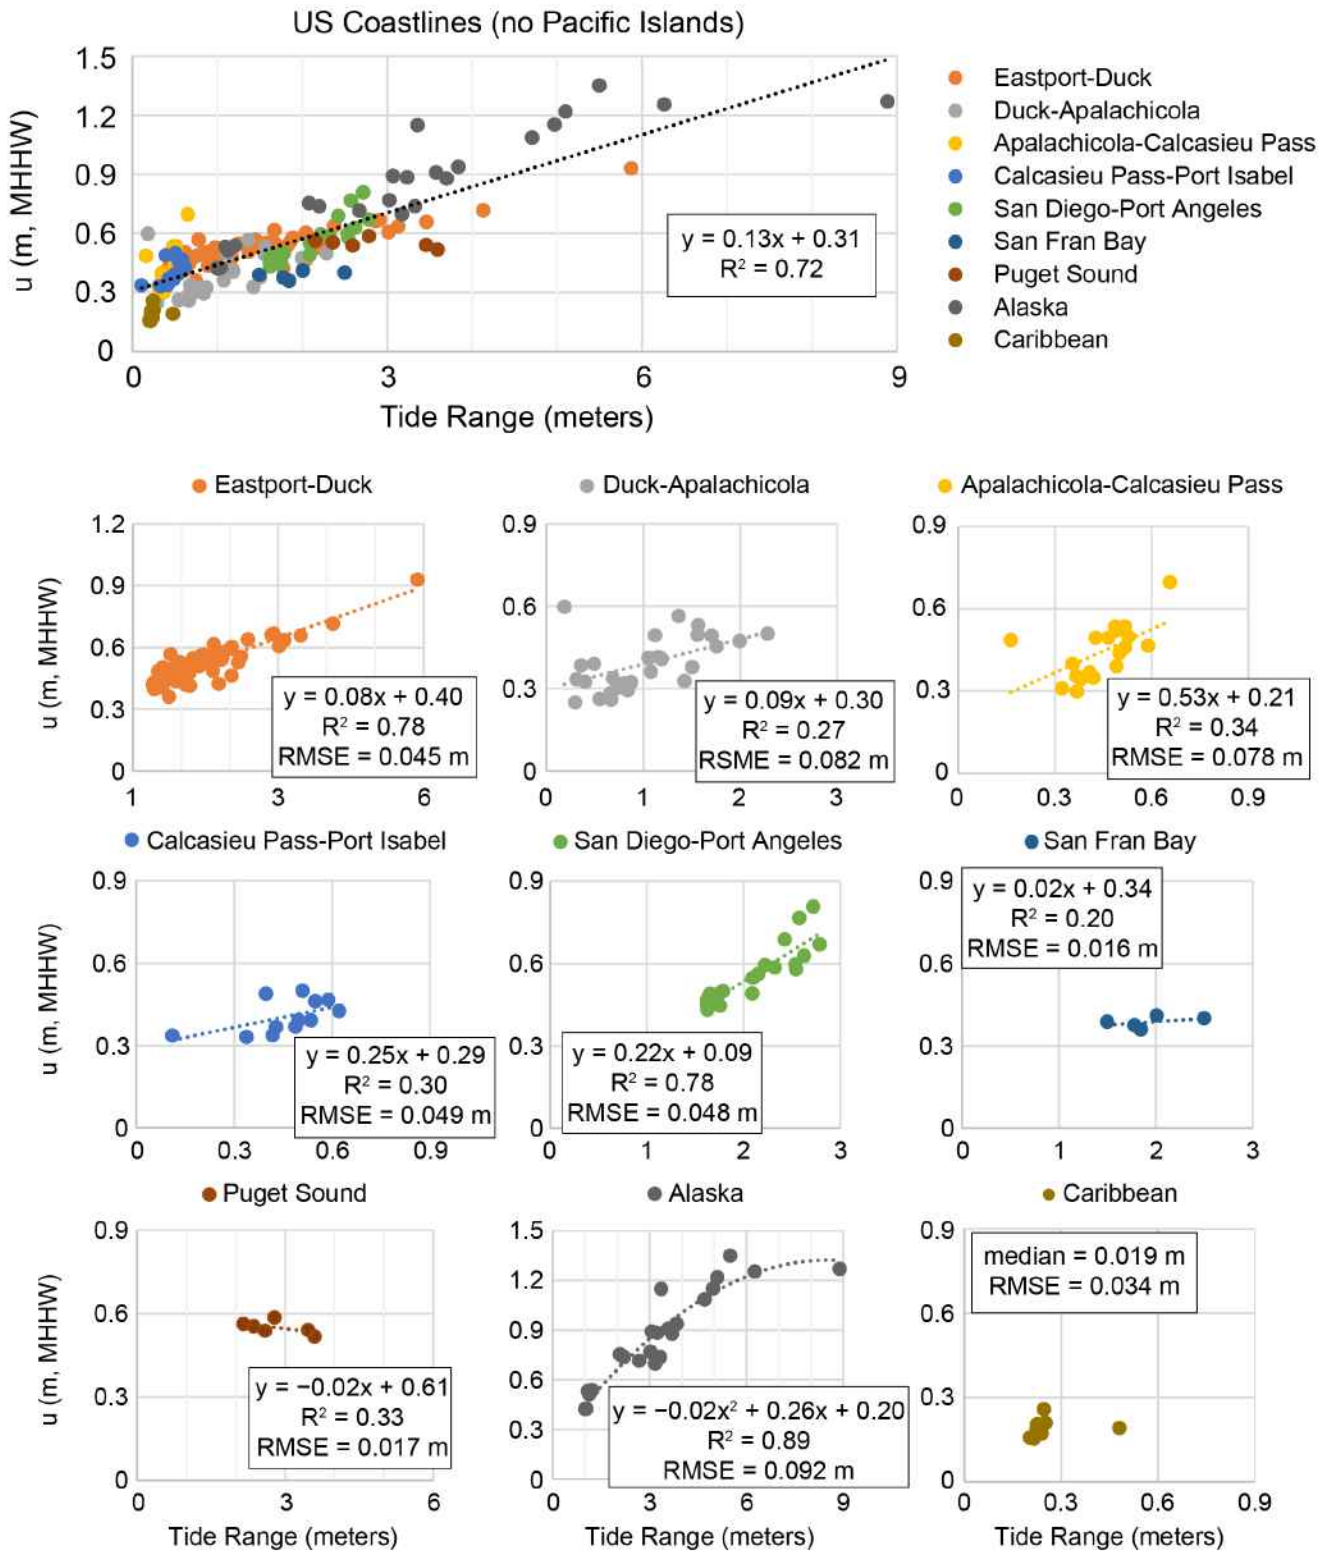 US Coastlines (no Pacific Islands)
1.5
1.2
0.9
0.6
0.3
0
u (m, MHHW)
0 3 6 9
Tide Range (meters)
y = 0.13x + 0.31
R² = 0.72
Eastport-Duck
Duck-Apalachicola
Apalachicola-Calcasieu Pass
Calcasieu Pass-Port Isabel
San Diego-Port Angeles
San Fran Bay
Puget Sound
Alaska
Caribbean
Eastport-Duck
1.2
0.9
0.6
0.3
0
u (m, MHHW)
1 3 6
y = 0.08x + 0.40
R² = 0.78
RMSE = 0.045 m
Duck-Apalachicola
0.9
0.6
0.3
0
0 1 2 3
y = 0.09x + 0.30
R² = 0.27
RSME = 0.082 m
Apalachicola-Calcasieu Pass
0.9
0.6
0.3
0
0 0.3 0.6 0.9
y = 0.53x + 0.21
R² = 0.34
RMSE = 0.078 m
Calcasieu Pass-Port Isabel
0.9
0.6
0.3
0
u (m, MHHW)
0 0.3 0.6 0.9
y = 0.25x + 0.29
R² = 0.30
RMSE = 0.049 m
San Diego-Port Angeles
0.9
0.6
0.3
0
0 1 2 3
y = 0.22x + 0.09
R² = 0.78
RMSE = 0.048 m
San Fran Bay
0.9
0.6
0.3
0
0 1 2 3
y = 0.02x + 0.34
R² = 0.20
RMSE = 0.016 m
Puget Sound
0.9
0.6
0.3
0
u (m, MHHW)
0 3 6
Tide Range (meters)
y = −0.02x + 0.61
R² = 0.33
RMSE = 0.017 m
Alaska
1.5
1.2
0.9
0.6
0.3
0
0 3 6 9
Tide Range (meters)
y = −0.02x² + 0.26x + 0.20
R² = 0.89
RMSE = 0.092 m
Caribbean
0.9
0.6
0.3
0
0 0.3 0.6 0.9
Tide Range (meters)
median = 0.019 m
RMSE = 0.034 m